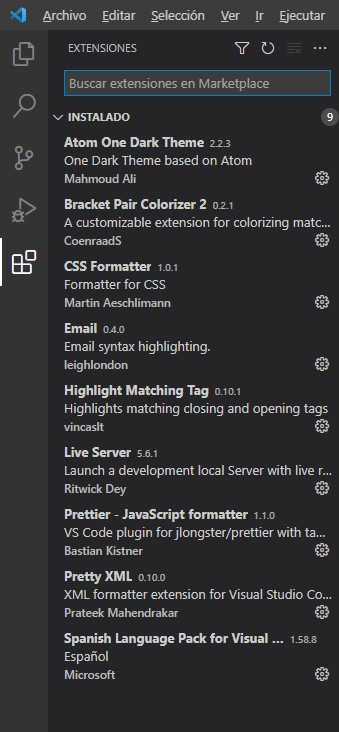 Archivo Editar Selección Ver Ir Ejecutar
EXTENSIONES
Buscar extensiones en Marketplace
INSTALADO 9
Atom One Dark Theme 2.2.3
One Dark Theme based on Atom
Mahmoud Ali
Bracket Pair Colorizer 2 0.2.1
A customizable extension for colorizing matc...
CoenraadS
CSS Formatter 1.0.1
Formatter for CSS
Martin Aeschlimann
Email 0.4.0
Email syntax highlighting.
leighlondon
Highlight Matching Tag 0.10.1
Highlights matching closing and opening tags
vincaslt
Live Server 5.6.1
Launch a development local Server with live r...
Ritwick Dey
Prettier - JavaScript formatter 1.1.0
VS Code plugin for jlongster/prettier with ta...
Bastian Kistner
Pretty XML 0.10.0
XML formatter extension for Visual Studio Co...
Prateek Mahendrakar
Spanish Language Pack for Visual ... 1.58.8
Español
Microsoft